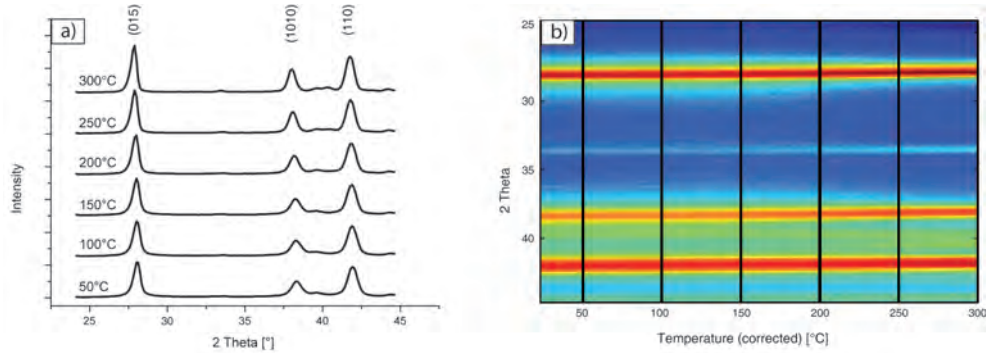 a)
(015)
(1010)
(110)
300°C
250°C
200°C
150°C
100°C
50°C
Intensity
25 30 35 40 45
2 Theta [°]
b)
25
30
35
40
2 Theta
50 100 150 200 250 300
Temperature (corrected) [°C]